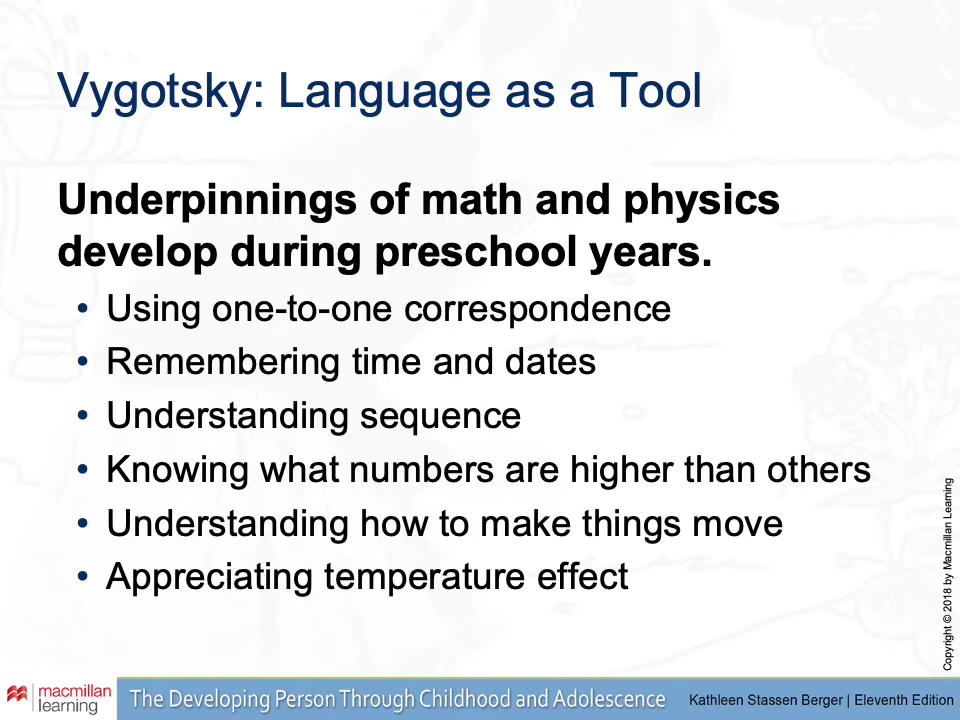 Vygotsky: Language as a Tool
Underpinnings of math and physics
develop during preschool years.
• Using one-to-one correspondence
• Remembering time and dates
• Understanding sequence
• Knowing what numbers are higher than others
• Understanding how to make things move
• Appreciating temperature effect
Copyright © 2018 by Macmillan Learning
macmillan
learning
The Developing Person Through Childhood and Adolescence
Kathleen Stassen Berger | Eleventh Edition